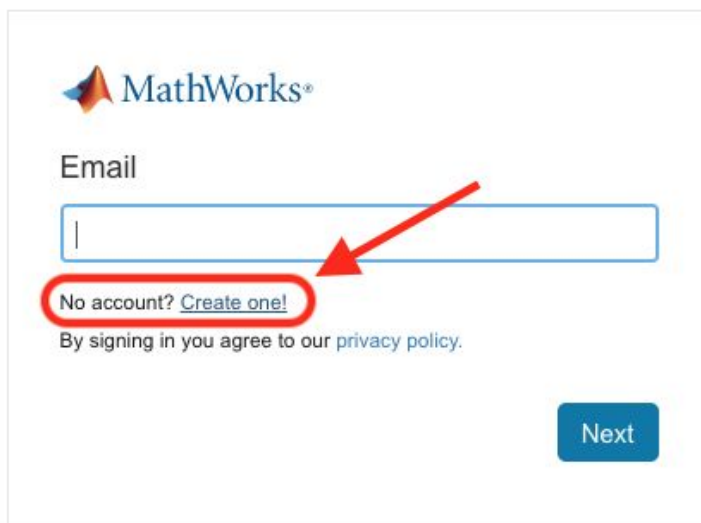 MathWorks®
Email
No account? Create one!
By signing in you agree to our privacy policy.
Next